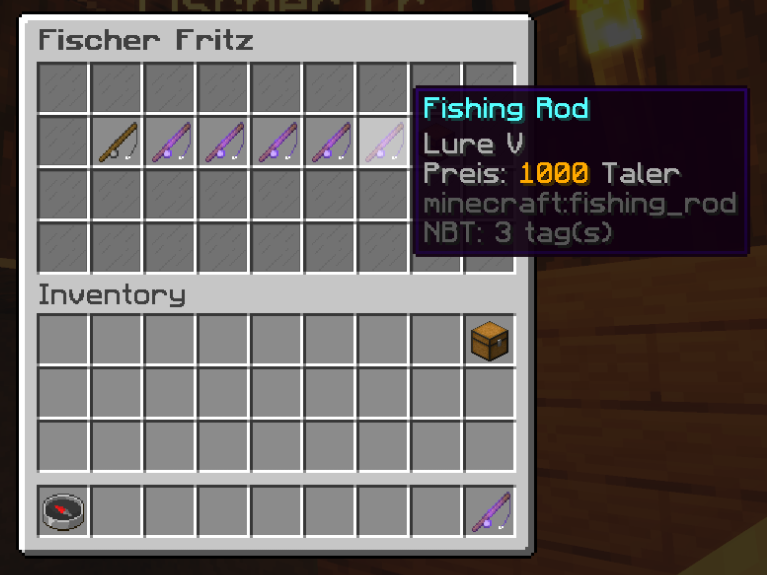 Fischer Fritz
Fishing Rod
Lure V
Preis: 1000 Taler
minecraft:fishing_rod
NBT: 3 tag(s)
Inventory